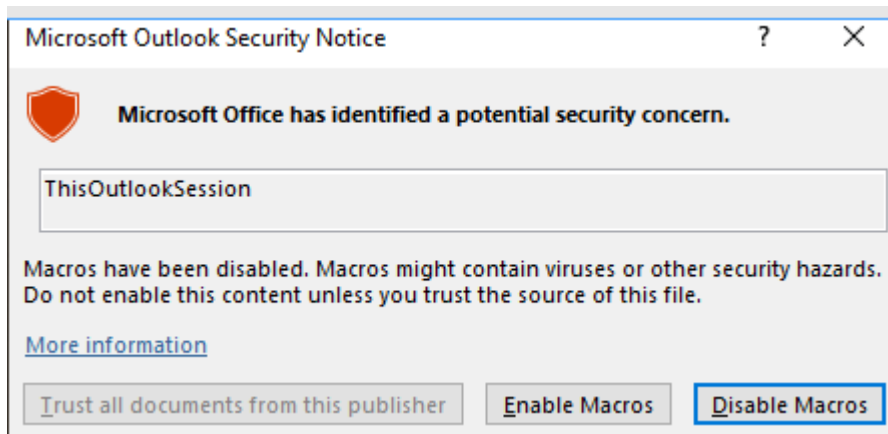 Microsoft Outlook Security Notice
?
Microsoft Office has identified a potential security concern.
ThisOutlookSession
Macros have been disabled. Macros might contain viruses or other security hazards.
Do not enable this content unless you trust the source of this file.
More information
Trust all documents from this publisher
Enable Macros
Disable Macros